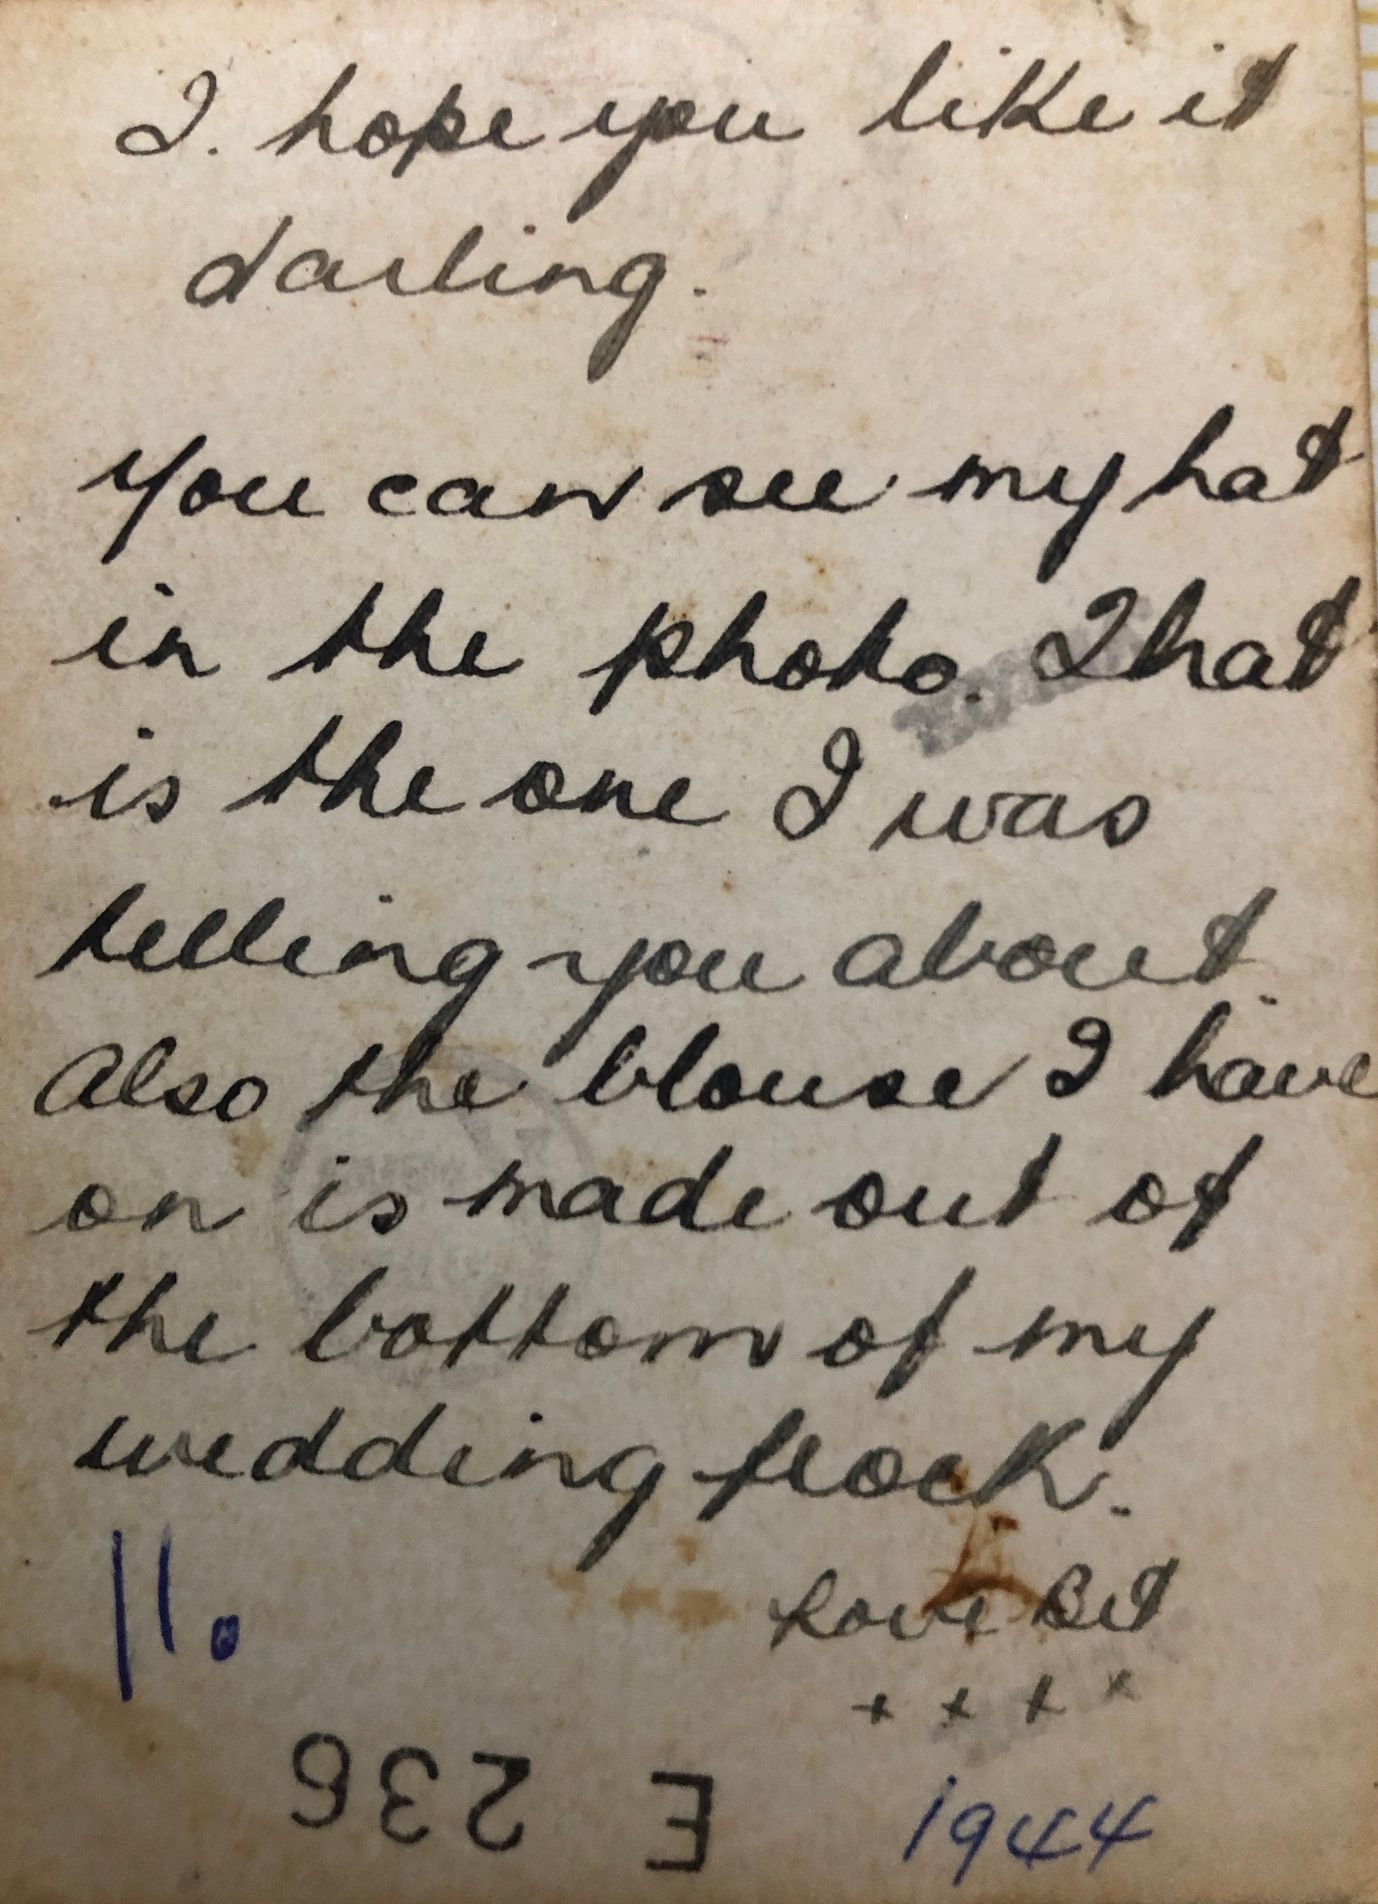 I. hope you like it
darling.
You can see my hat
in the photo. That
is the one I was
telling you about.
Also the blouse I have
on is made out of
the bottom of my
wedding frock.
Love Bet
x x x x
11.
E 236
1944